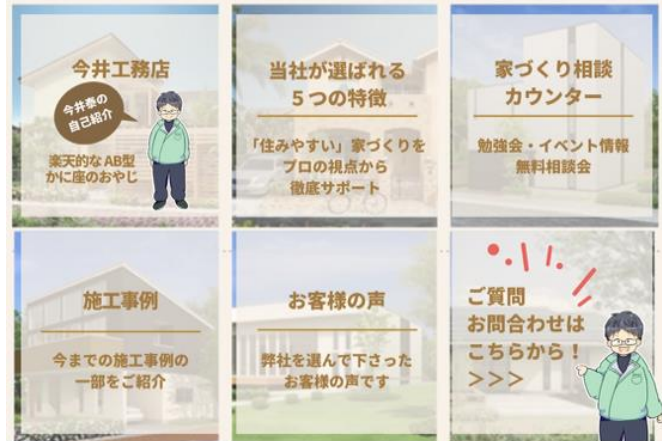 今井工務店
今井泰の
自己紹介
楽天的なAB型
かに座のおやじ
当社が選ばれる
5つの特徴
「住みやすい」家づくりを
プロの視点から
徹底サポート
家づくり相談
カウンター
勉強会・イベント情報
無料相談会
施工事例
今までの施工事例の
一部をご紹介
お客様の声
弊社を選んで下さった
お客様の声です
ご質問
お問合わせは
こちらから！
＞＞＞